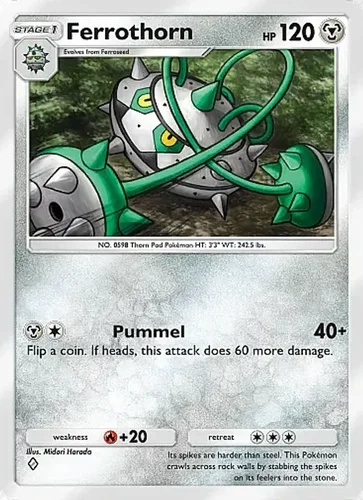 STAGE 1
Ferrothorn
HP 120
Evolves from Ferroseed
NO. 0598 Thorn Pod Pokémon HT: 3'3" WT: 242.5 lbs.
Pummel 40+
Flip a coin. If heads, this attack does 60 more damage.
weakness +20 retreat
Illus. Midori Harada
Its spikes are harder than steel. This Pokémon
crawls across rock walls by stabbing the spikes
on its feelers into the stone.